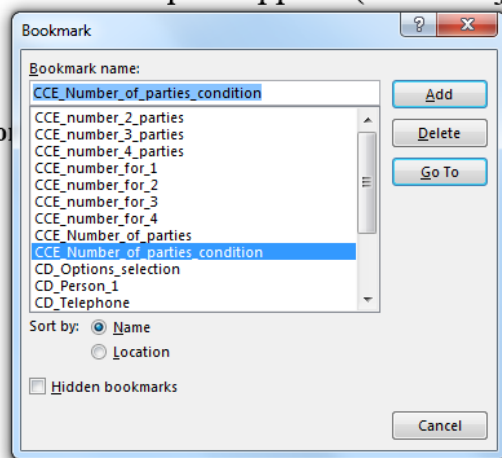 Bookmark
?
X
Bookmark name:
CCE_Number_of_parties_condition
Add
CCE_number_2_parties
CCE_number_3_parties
CCE_number_4_parties
CCE_number_for_1
CCE_number_for_2
CCE_number_for_3
CCE_number_for_4
CCE_Number_of_parties
CCE_Number_of_parties_condition
CD_Options_selection
CD_Person_1
CD_Telephone
Delete
Go To
Sort by: Name
Location
Hidden bookmarks
Cancel